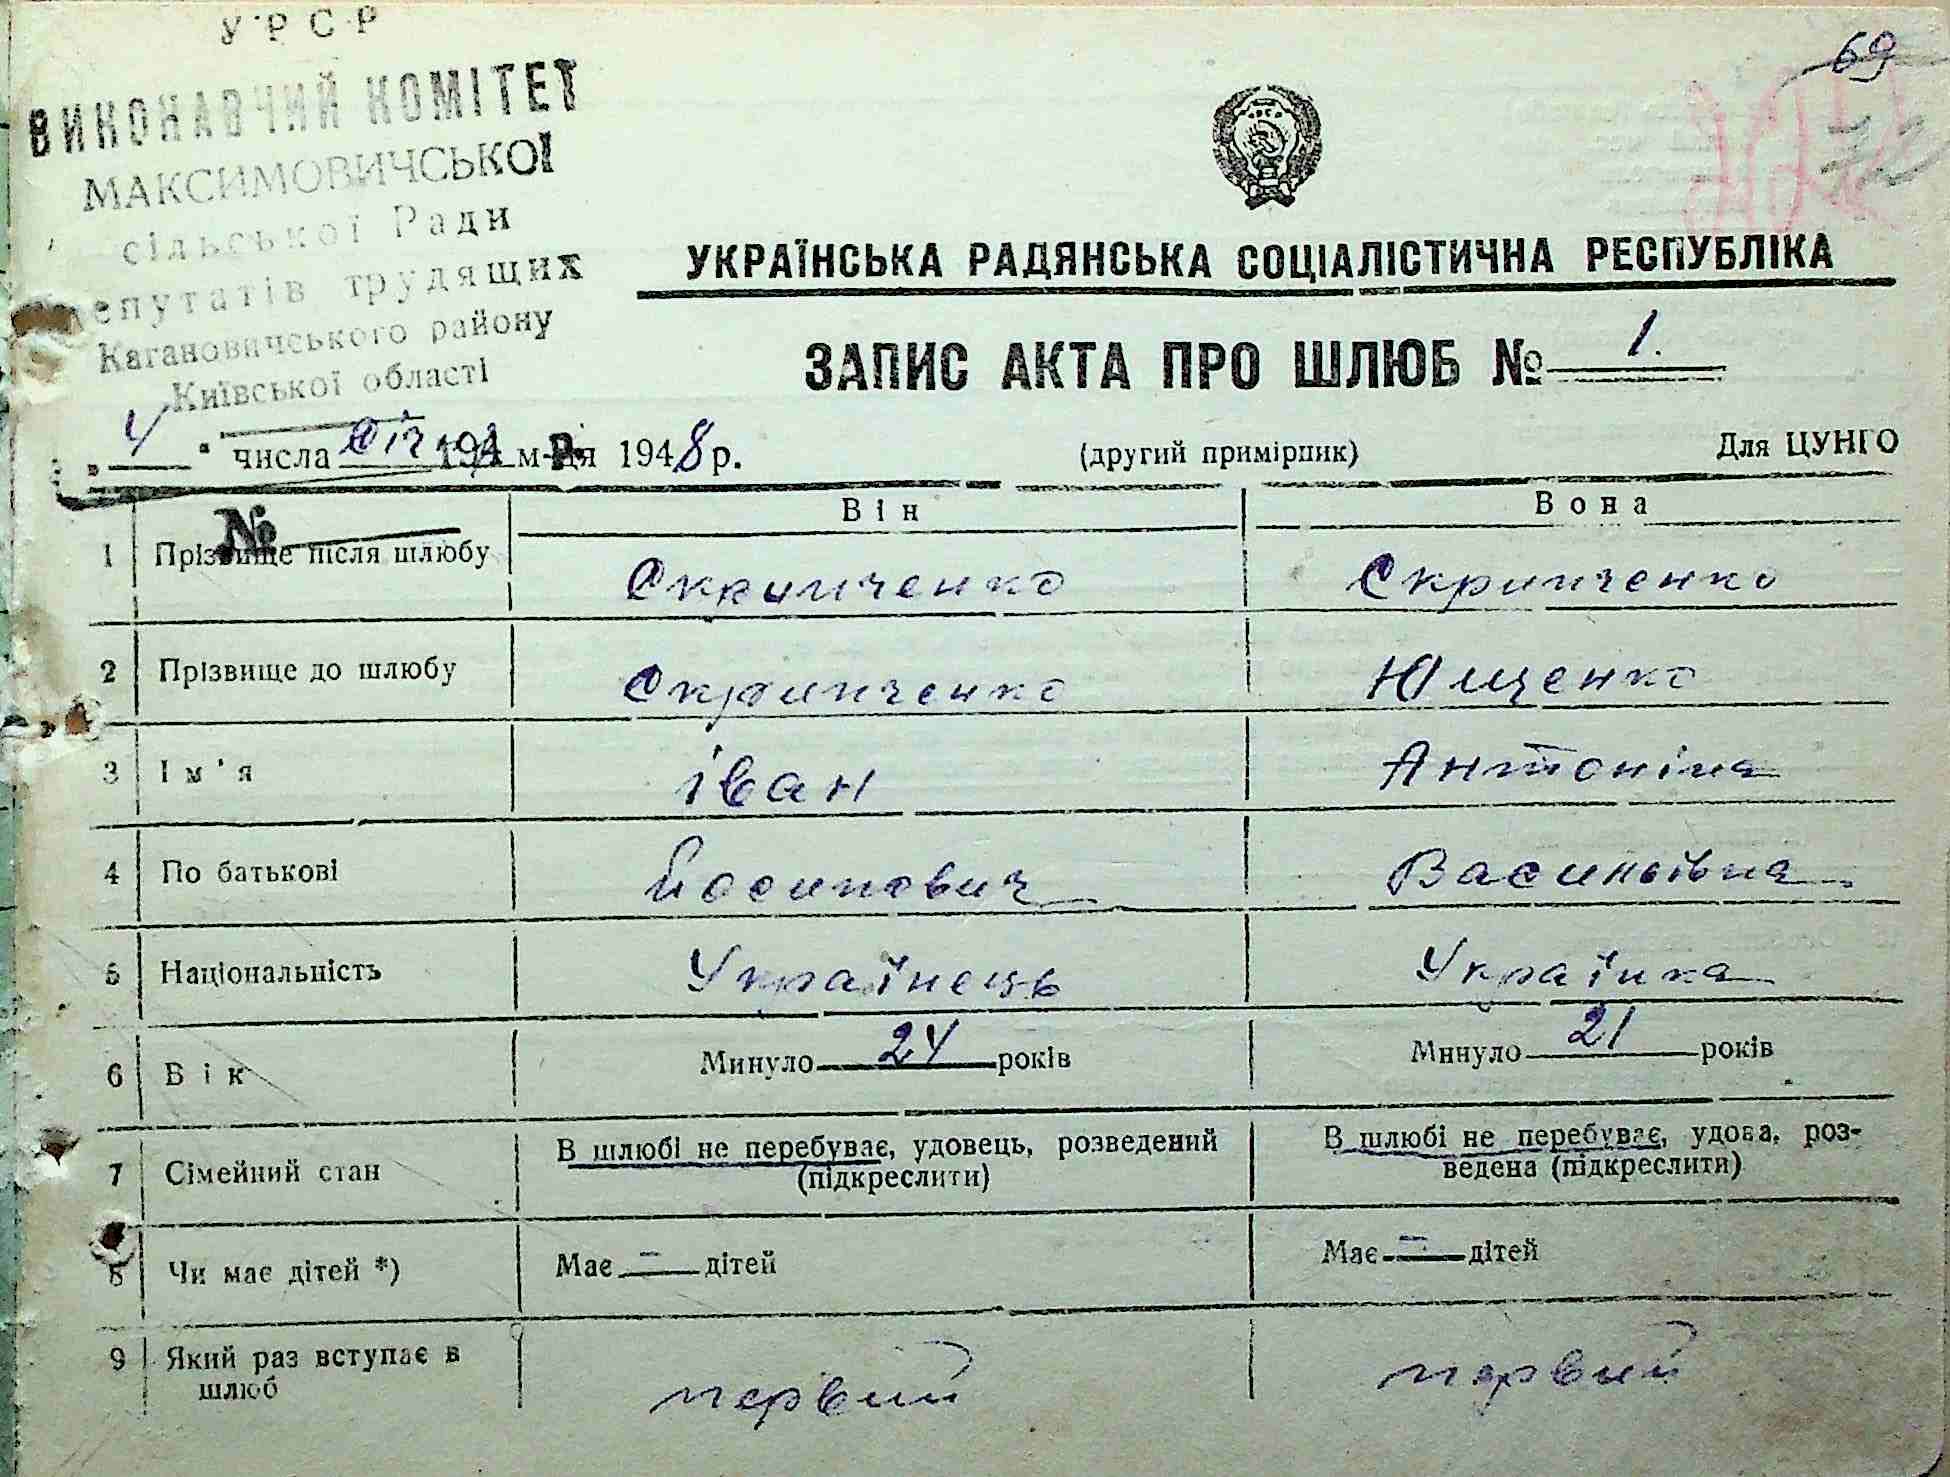 УРСР
ВИКОНАВЧИЙ КОМІТЕТ
МАКСИМОВИЧСЬКОЇ
сільської Ради
депутатів трудящих
Кагановичського району
Київської області
69
УКРАЇНСЬКА РАДЯНСЬКА СОЦІАЛІСТИЧНА РЕСПУБЛІКА
ЗАПИС АКТА ПРО ШЛЮБ № 1.
„ 4 “ числа січ м-ця 1948 р. (другий примірник) Для ЦУНГО
№
Він Вона
1 Прізвище після шлюбу Скрипченко Скрипченко
2 Прізвище до шлюбу Скрипченко Ющенко
3 Ім'я Іван Антоніна
4 По батькові Йосипович Василівна
5 Національність Українець Українка
6 Вік Минуло 24 років Минуло 21 років
7 Сімейний стан В шлюбі не перебуває, удовець, розведений (підкреслити) В шлюбі не перебуває, удова, роз-
ведена (підкреслити)
8 Чи має дітей *) Має — дітей Має — дітей
9 Який раз вступає в
шлюб первий первий